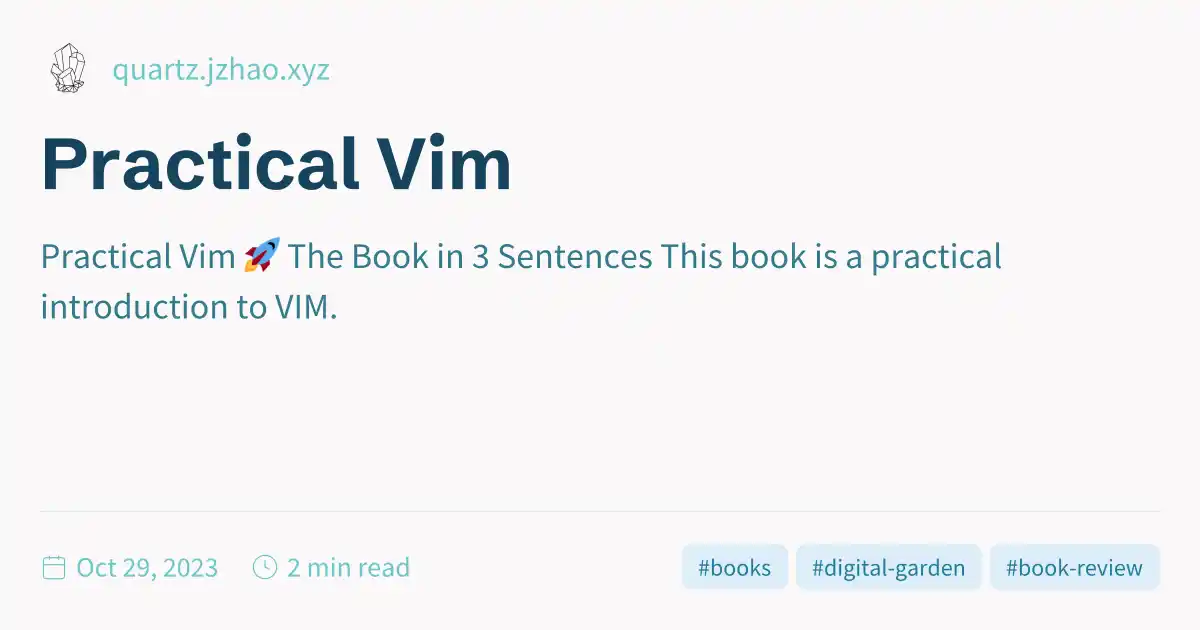 quartz.jzhao.xyz
Practical Vim
Practical Vim 🚀 The Book in 3 Sentences This book is a practical
introduction to VIM.
Oct 29, 2023 2 min read #books #digital-garden #book-review